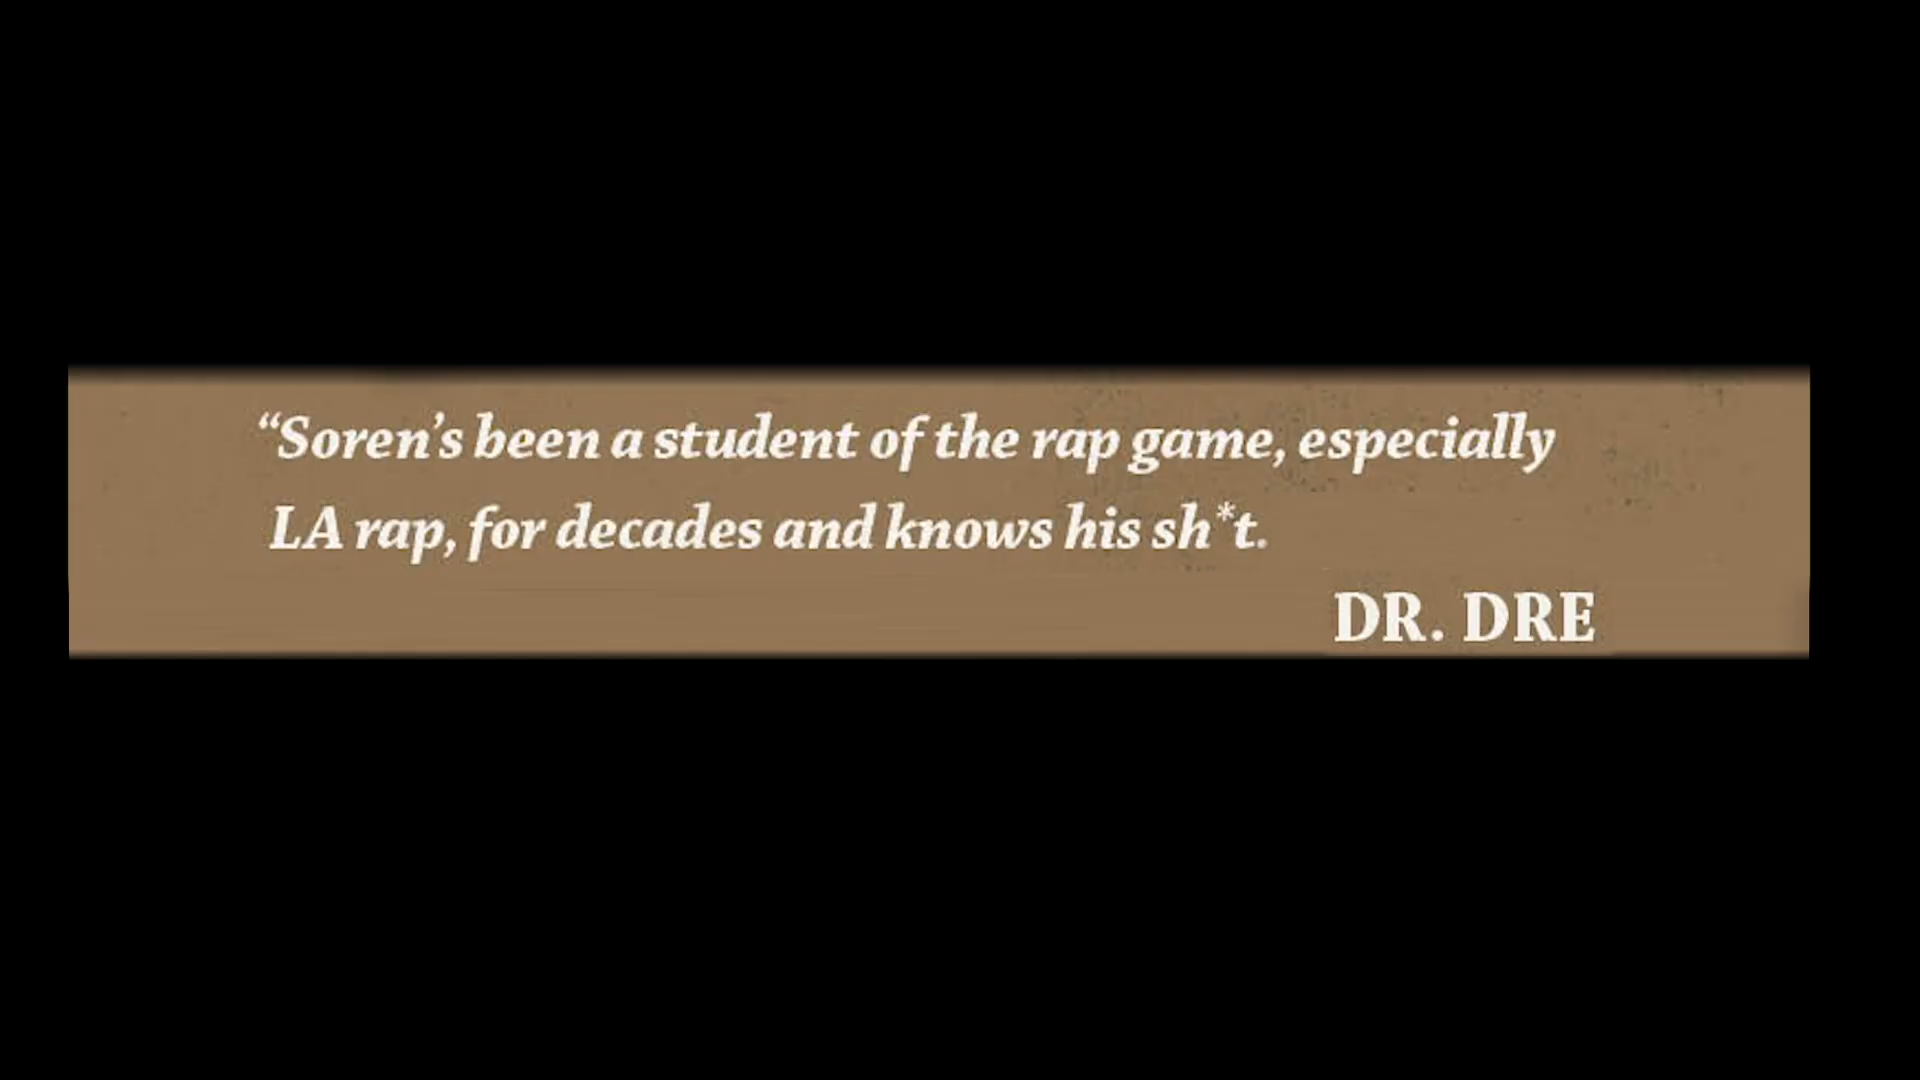 “Soren’s been a student of the rap game, especially
LA rap, for decades and knows his sh*t.
DR. DRE